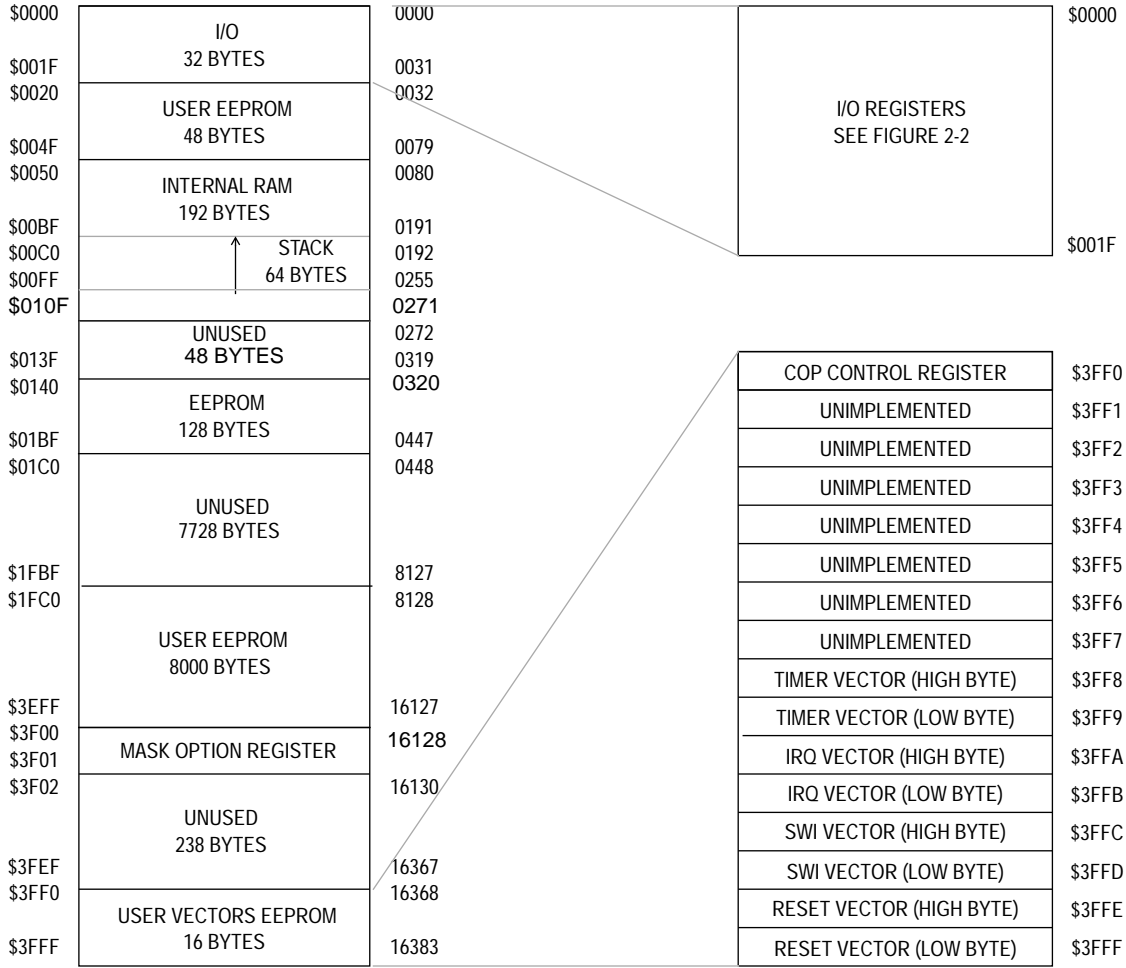 $0000
I/O
32 BYTES
0000
$001F
0031
$0020
0032
USER EEPROM
48 BYTES
$004F
0079
$0050
0080
INTERNAL RAM
192 BYTES
$00BF
0191
$00C0
STACK
0192
$00FF
64 BYTES
0255
$010F
0271
UNUSED
0272
48 BYTES
$013F
0319
$0140
0320
EEPROM
128 BYTES
$01BF
0447
$01C0
0448
UNUSED
7728 BYTES
$1FBF
8127
$1FC0
8128
USER EEPROM
8000 BYTES
$3EFF
16127
$3F00
16128
MASK OPTION REGISTER
$3F01
$3F02
16130
UNUSED
238 BYTES
$3FEF
16367
$3FF0
16368
USER VECTORS EEPROM
16 BYTES
$3FFF
16383
$0000
I/O REGISTERS
SEE FIGURE 2-2
$001F
COP CONTROL REGISTER $3FF0
UNIMPLEMENTED $3FF1
UNIMPLEMENTED $3FF2
UNIMPLEMENTED $3FF3
UNIMPLEMENTED $3FF4
UNIMPLEMENTED $3FF5
UNIMPLEMENTED $3FF6
UNIMPLEMENTED $3FF7
TIMER VECTOR (HIGH BYTE) $3FF8
TIMER VECTOR (LOW BYTE) $3FF9
IRQ VECTOR (HIGH BYTE) $3FFA
IRQ VECTOR (LOW BYTE) $3FFB
SWI VECTOR (HIGH BYTE) $3FFC
SWI VECTOR (LOW BYTE) $3FFD
RESET VECTOR (HIGH BYTE) $3FFE
RESET VECTOR (LOW BYTE) $3FFF